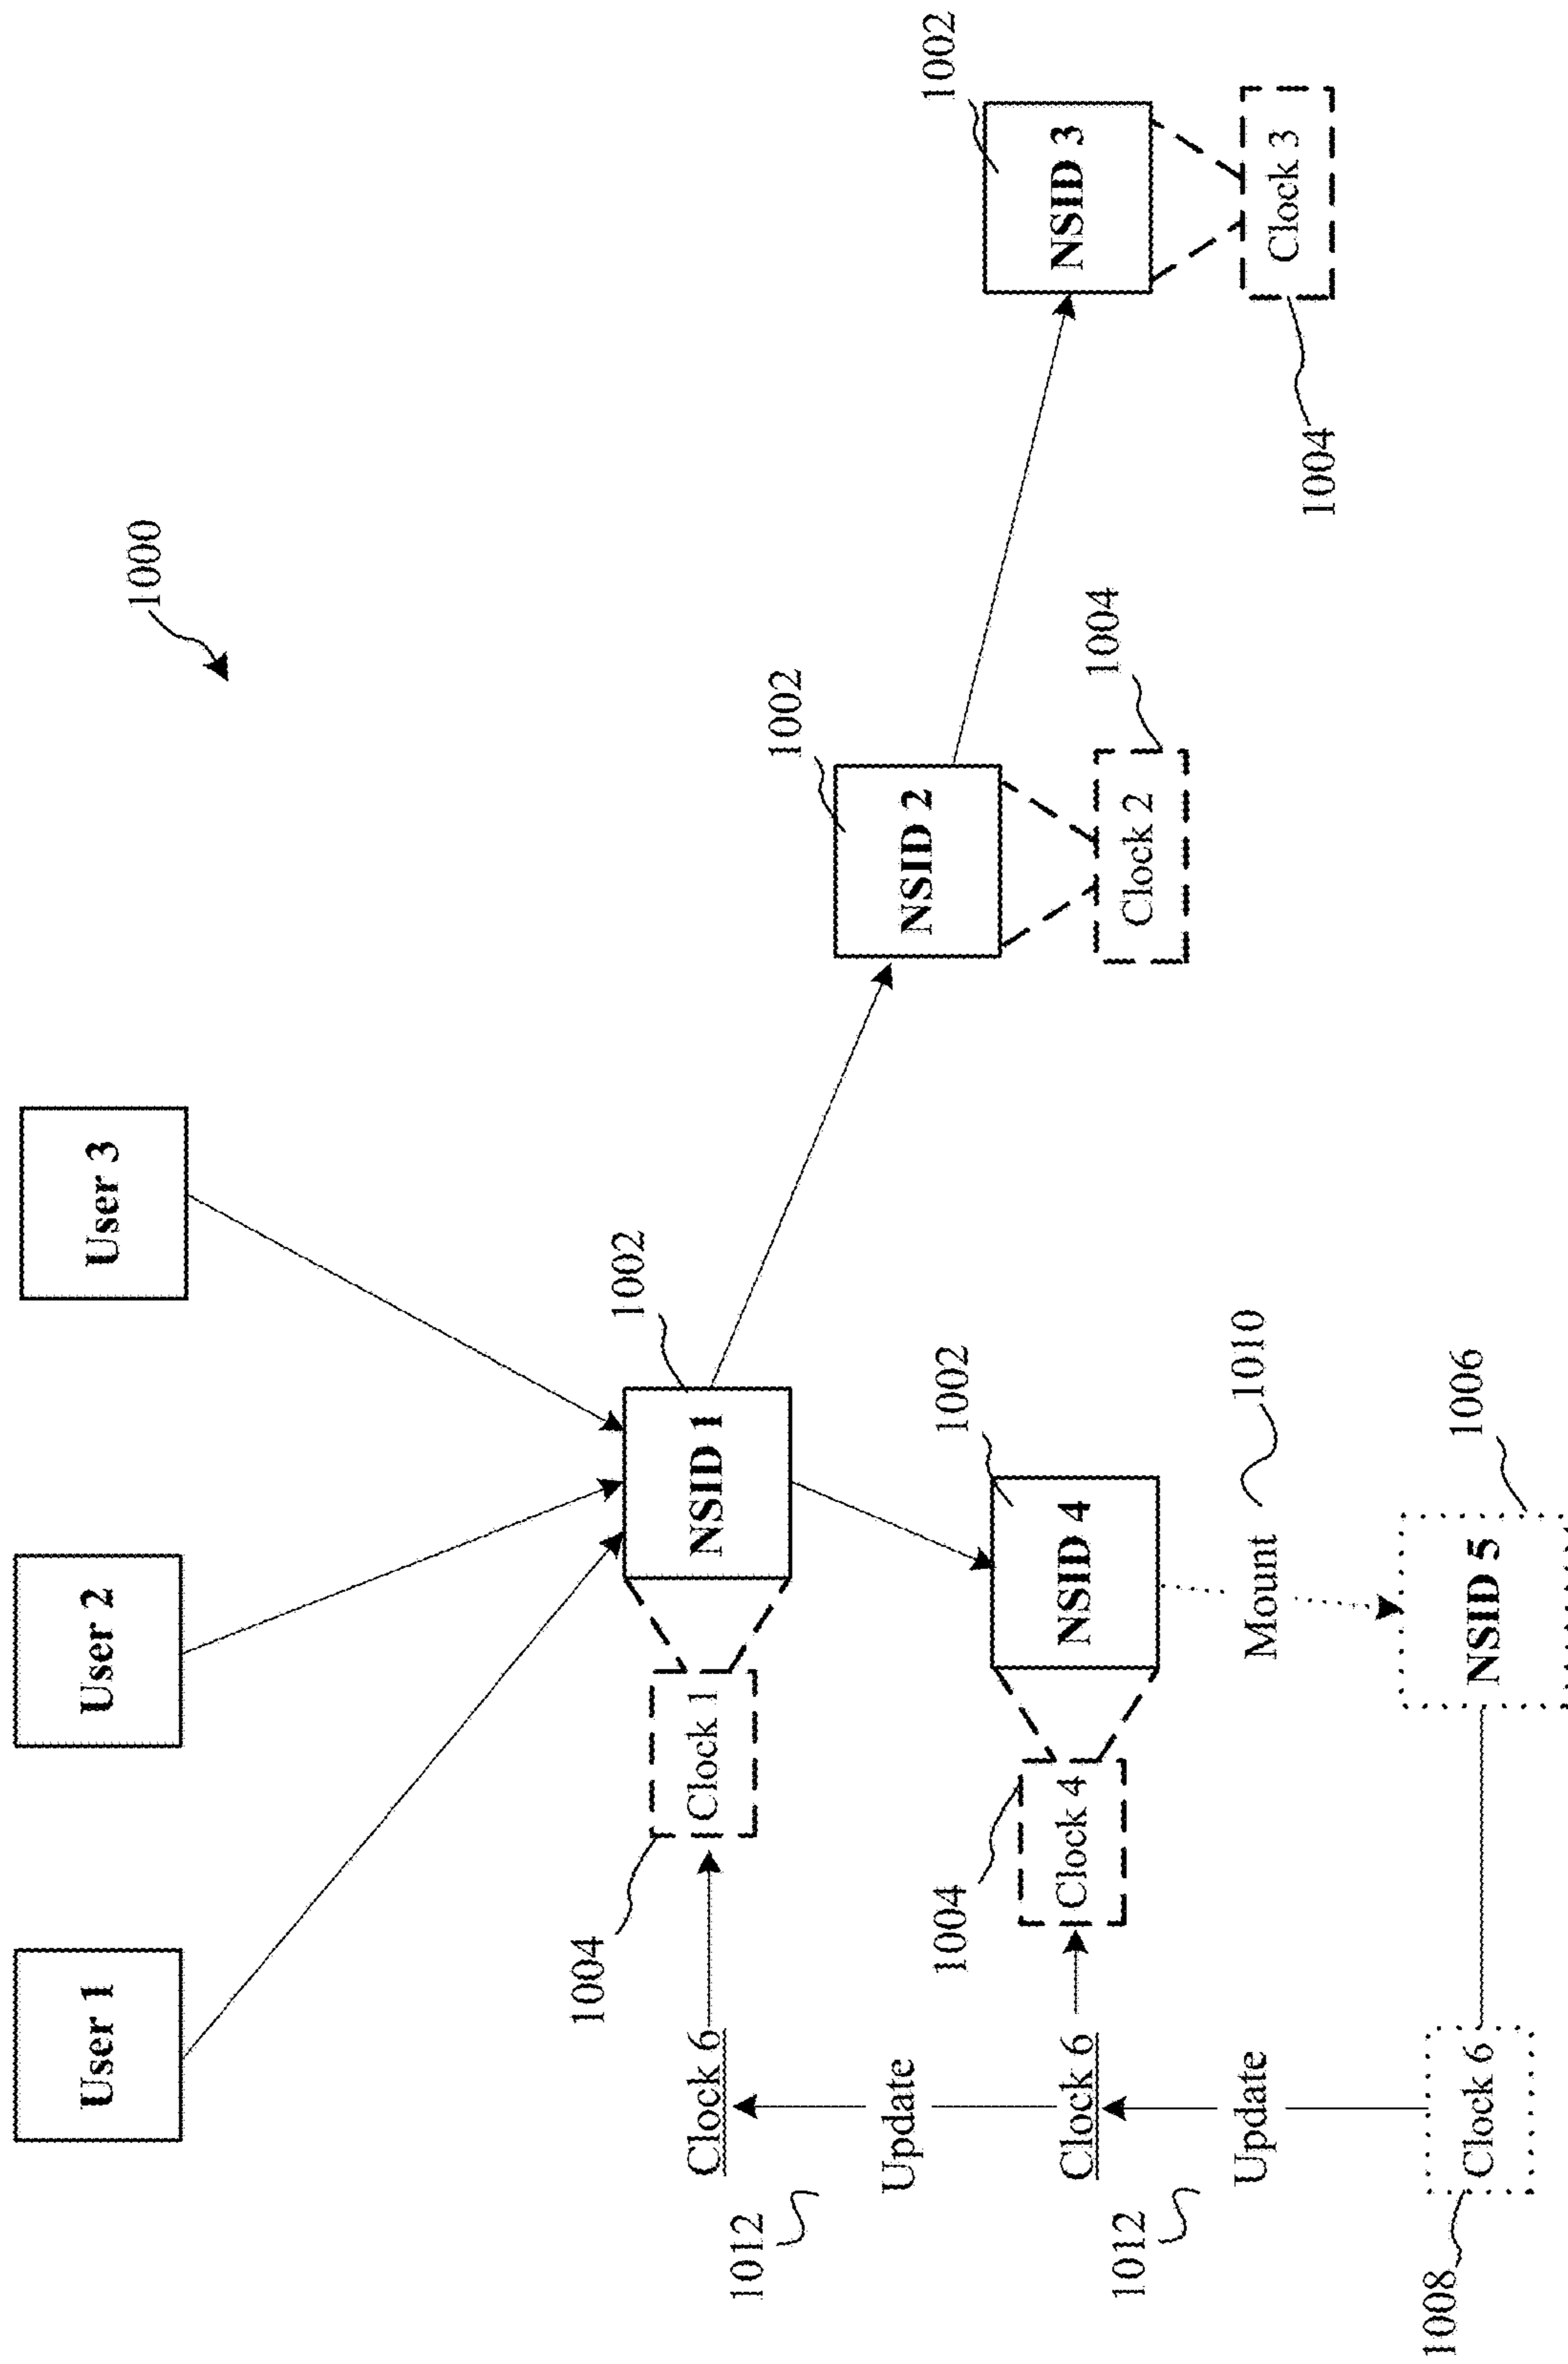 User 1
User 2
User 3
1000
1004
1002
Clock 6
Clock 1
NSID 1
1012
1002
Update
NSID 2
1004
1002
1002
Clock 6
Clock 4
NSID 4
1004
NSID 3
1012
Clock 2
Update
Mount
1010
Clock 3
1004
1008
1006
Clock 6
NSID 5